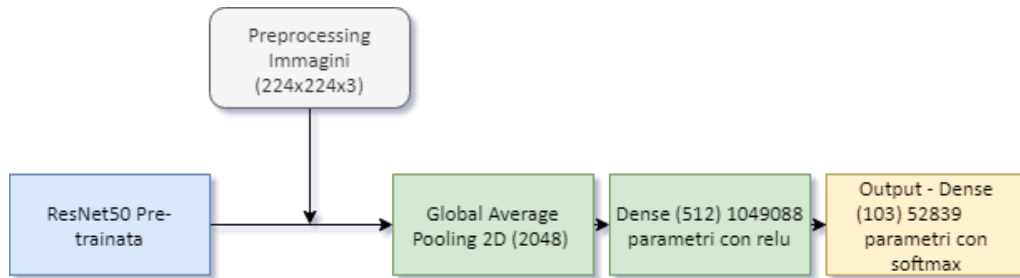 Preprocessing
Immagini
(224x224x3)
ResNet50 Pre-
trainata
Global Average
Pooling 2D (2048)
Dense (512) 1049088
parametri con relu
Output - Dense
(103) 52839
parametri con
softmax